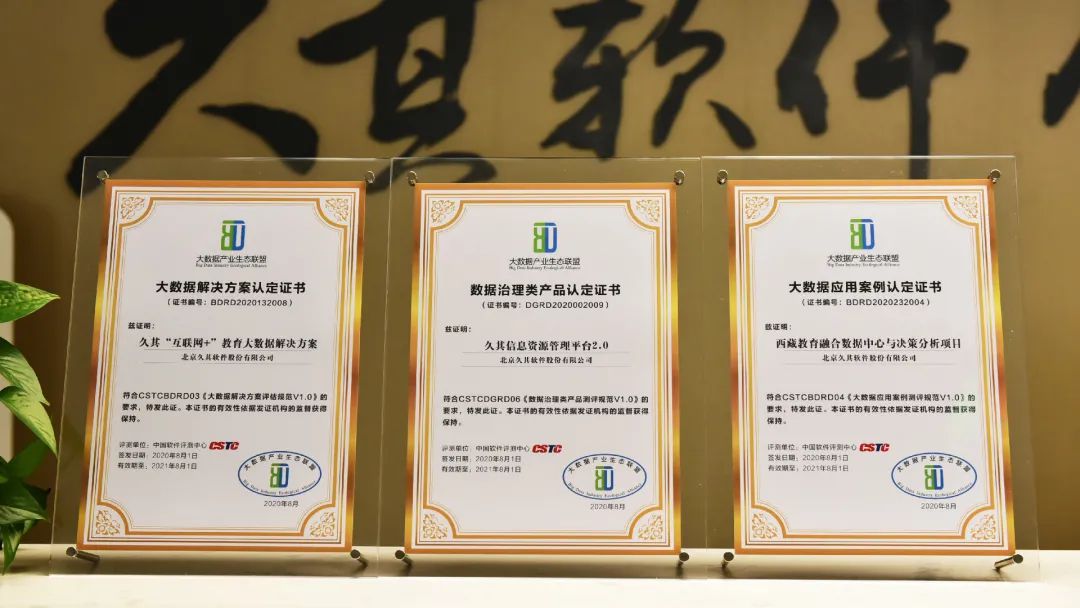 久其软件
大数据产业生态联盟
Big Data Industry Ecological Alliance
大数据解决方案认定证书
（证书编号：BDRD2020132008）
兹证明：
久其“互联网+”教育大数据解决方案
北京久其软件股份有限公司
符合CSTCBDRD03《大数据解决方案评估规范V1.0》的
要求，特发此证。本证书的有效性依据发证机构的监督获得
保持。
评测单位：中国软件评测中心 CSTC
签发日期：2020年8月1日
有效期至：2021年8月1日
大数据产业生态联盟
Big Data Industry Ecological Alliance
2020年8月
大数据产业生态联盟
Big Data Industry Ecological Alliance
数据治理类产品认定证书
（证书编号：DGRD2020002009）
兹证明：
久其信息资源管理平台2.0
北京久其软件股份有限公司
符合CSTCDGRD06《数据治理类产品测评规范V1.0》的
要求，特发此证。本证书的有效性依据发证机构的监督获得
保持。
评测单位：中国软件评测中心 CSTC
签发日期：2020年8月1日
有效期至：2021年8月1日
大数据产业生态联盟
Big Data Industry Ecological Alliance
2020年8月
大数据产业生态联盟
Big Data Industry Ecological Alliance
大数据应用案例认定证书
（证书编号：BDRD2020232004）
兹证明：
西藏教育融合数据中心与决策分析项目
北京久其软件股份有限公司
符合CSTCBDRD04《大数据应用案例测评规范V1.0》的
要求，特发此证。本证书的有效性依据发证机构的监督获得
保持。
评测单位：中国软件评测中心 CSTC
签发日期：2020年8月1日
有效期至：2021年8月1日
大数据产业生态联盟
Big Data Industry Ecological Alliance
2020年8月